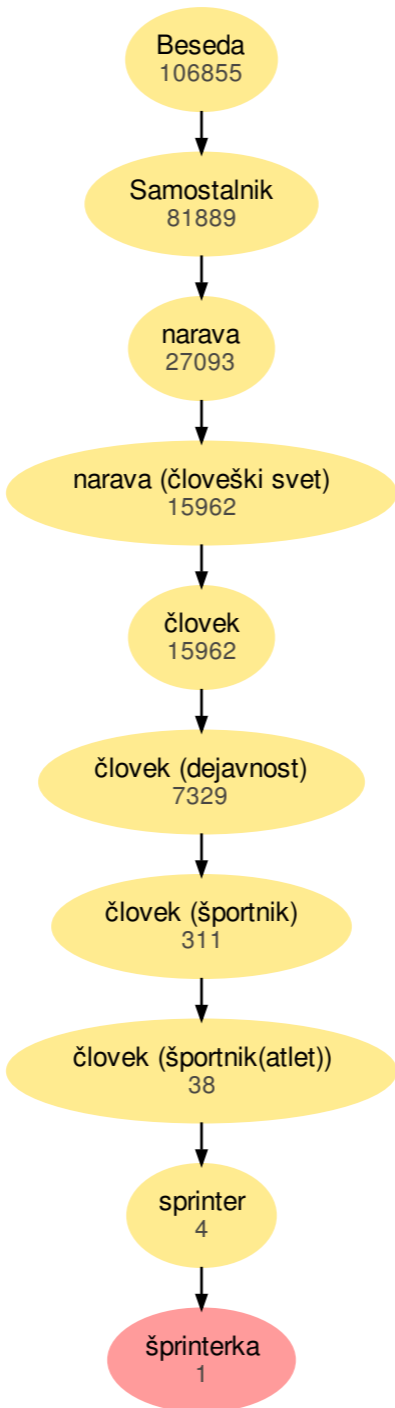 Beseda
106855
Samostalnik
81889
narava
27093
narava (človeški svet)
15962
človek
15962
človek (dejavnost)
7329
človek (športnik)
311
človek (športnik(atlet))
38
sprinter
4
šprinterka
1